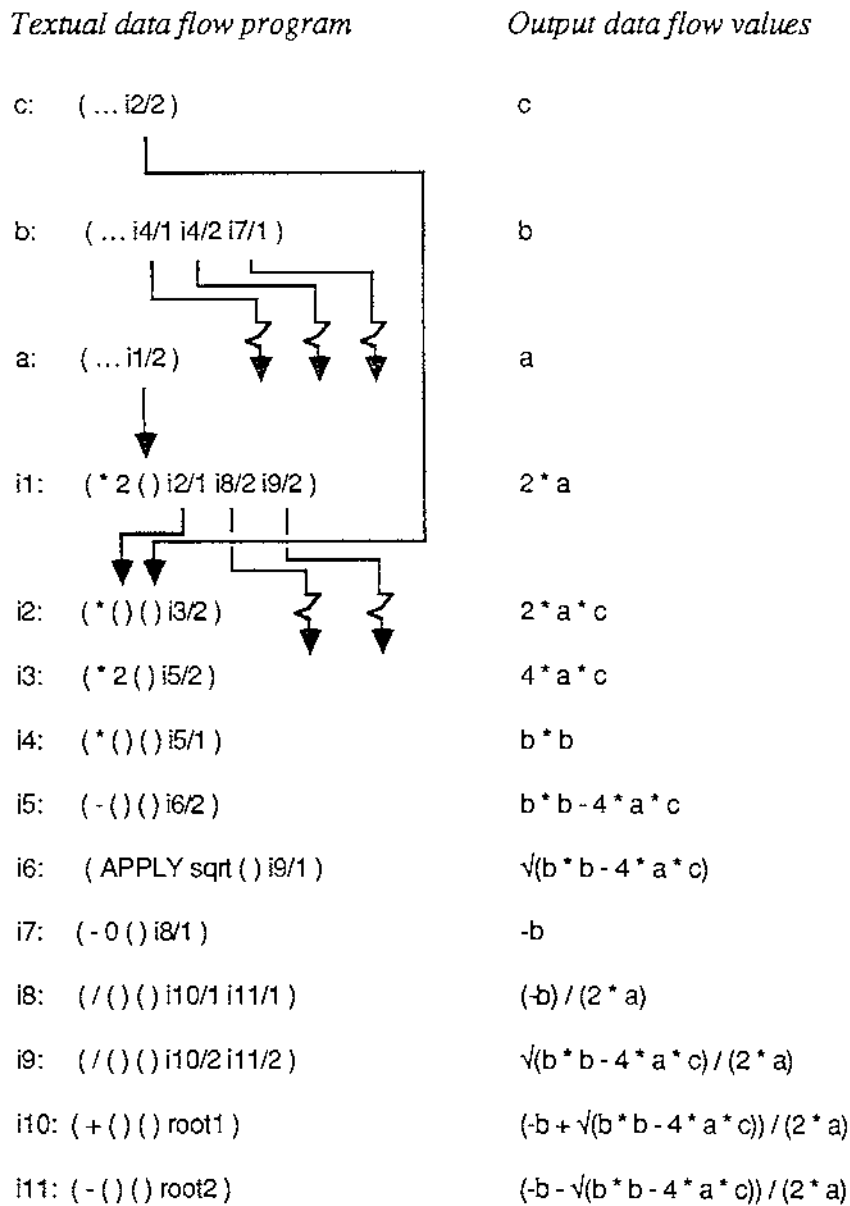 Textual data flow program Output data flow values
c: ( ... i2/2 ) c
b: ( ... i4/1 i4/2 i7/1 ) b
a: ( ... i1/2 ) a
i1: ( * 2 ( ) i2/1 i8/2 i9/2 ) 2 * a
i2: ( * ( ) ( ) i3/2 ) 2 * a * c
i3: ( * 2 ( ) i5/2 ) 4 * a * c
i4: ( * ( ) ( ) i5/1 ) b * b
i5: ( - ( ) ( ) i6/2 ) b * b - 4 * a * c
i6: ( APPLY sqrt ( ) i9/1 ) √(b * b - 4 * a * c)
i7: ( - 0 ( ) i8/1 ) -b
i8: ( / ( ) ( ) i10/1 i11/1 ) (-b) / (2 * a)
i9: ( / ( ) ( ) i10/2 i11/2 ) √(b * b - 4 * a * c) / (2 * a)
i10: ( + ( ) ( ) root1 ) (-b + √(b * b - 4 * a * c)) / (2 * a)
i11: ( - ( ) ( ) root2 ) (-b - √(b * b - 4 * a * c)) / (2 * a)